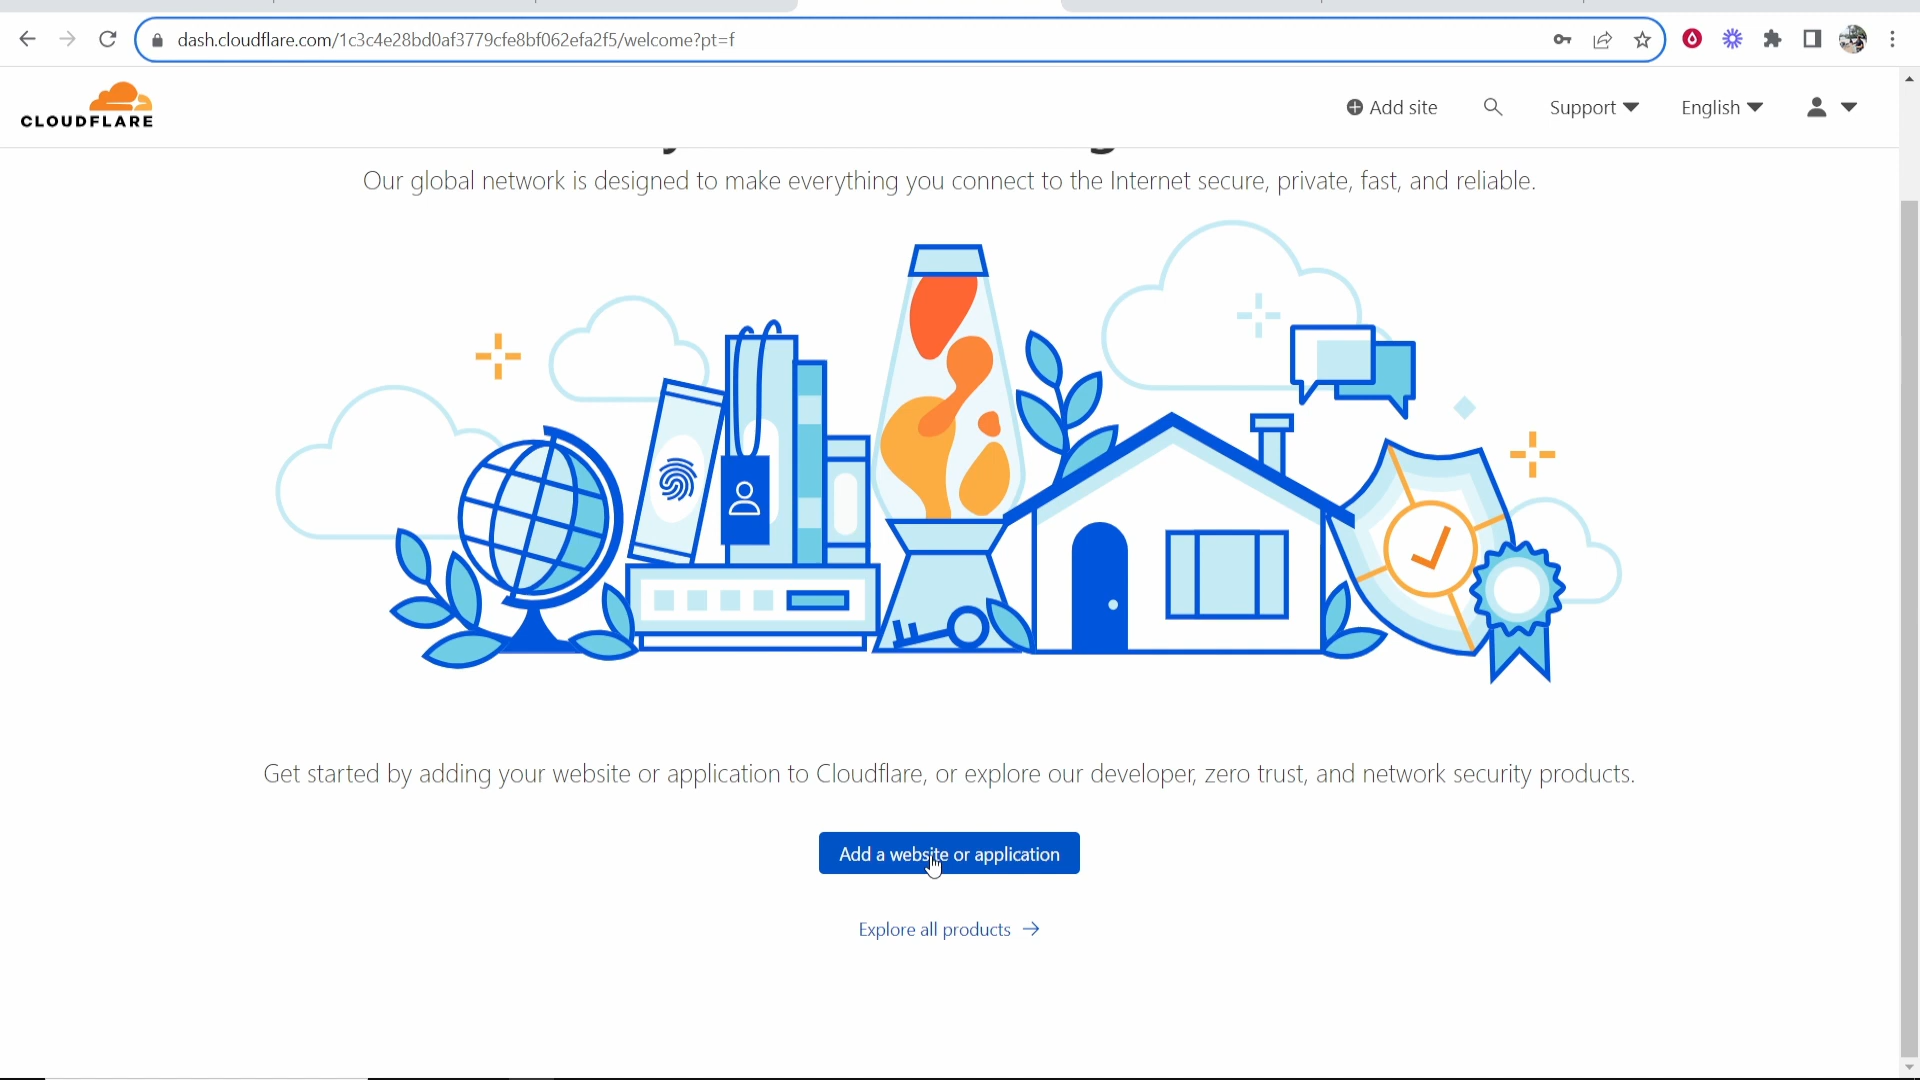 dash.cloudflare.com/1c3c4e28bd0af3779cfe8bf062efa2f5/welcome?pt=f
CLOUDFLARE
Add site
Support
English
Our global network is designed to make everything you connect to the Internet secure, private, fast, and reliable.
Get started by adding your website or application to Cloudflare, or explore our developer, zero trust, and network security products.
Add a website or application
Explore all products →